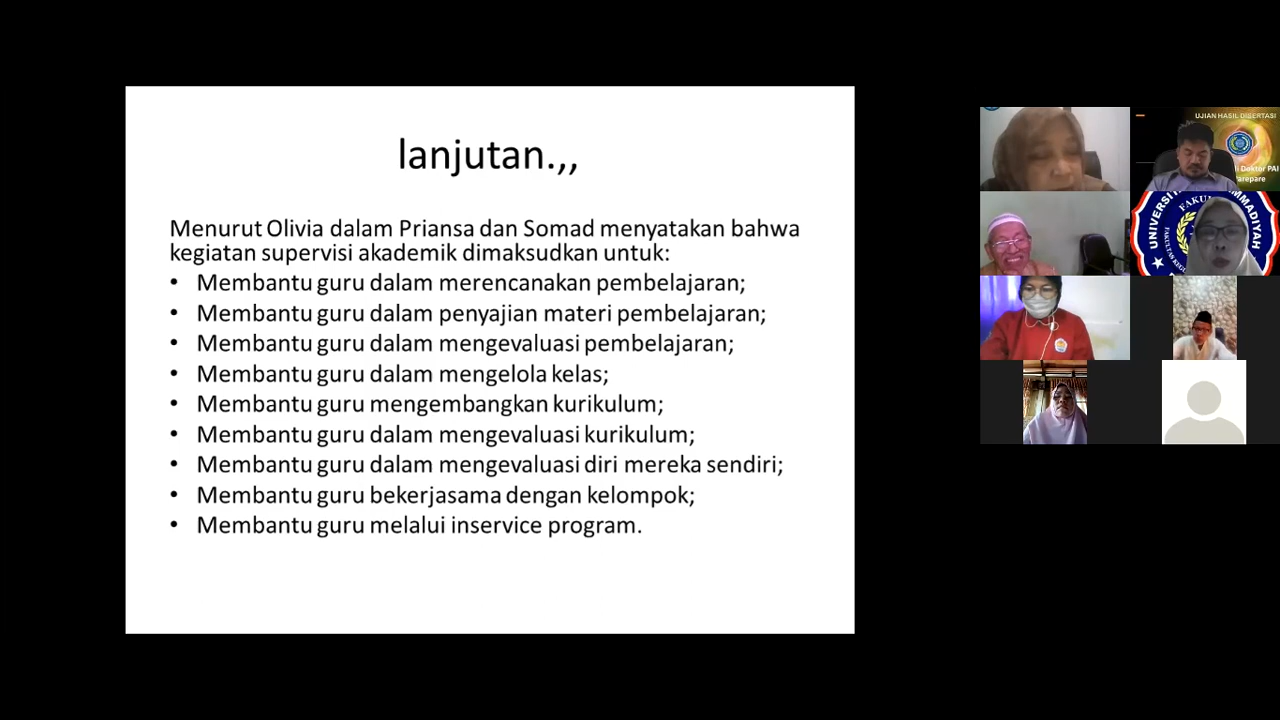 lanjutan.,,
Menurut Olivia dalam Priansa dan Somad menyatakan bahwa
kegiatan supervisi akademik dimaksudkan untuk:
• Membantu guru dalam merencanakan pembelajaran;
• Membantu guru dalam penyajian materi pembelajaran;
• Membantu guru dalam mengevaluasi pembelajaran;
• Membantu guru dalam mengelola kelas;
• Membantu guru mengembangkan kurikulum;
• Membantu guru dalam mengevaluasi kurikulum;
• Membantu guru dalam mengevaluasi diri mereka sendiri;
• Membantu guru bekerjasama dengan kelompok;
• Membantu guru melalui inservice program.
UJIAN HASIL DISERTASI
Doktor PAI
FAKUL